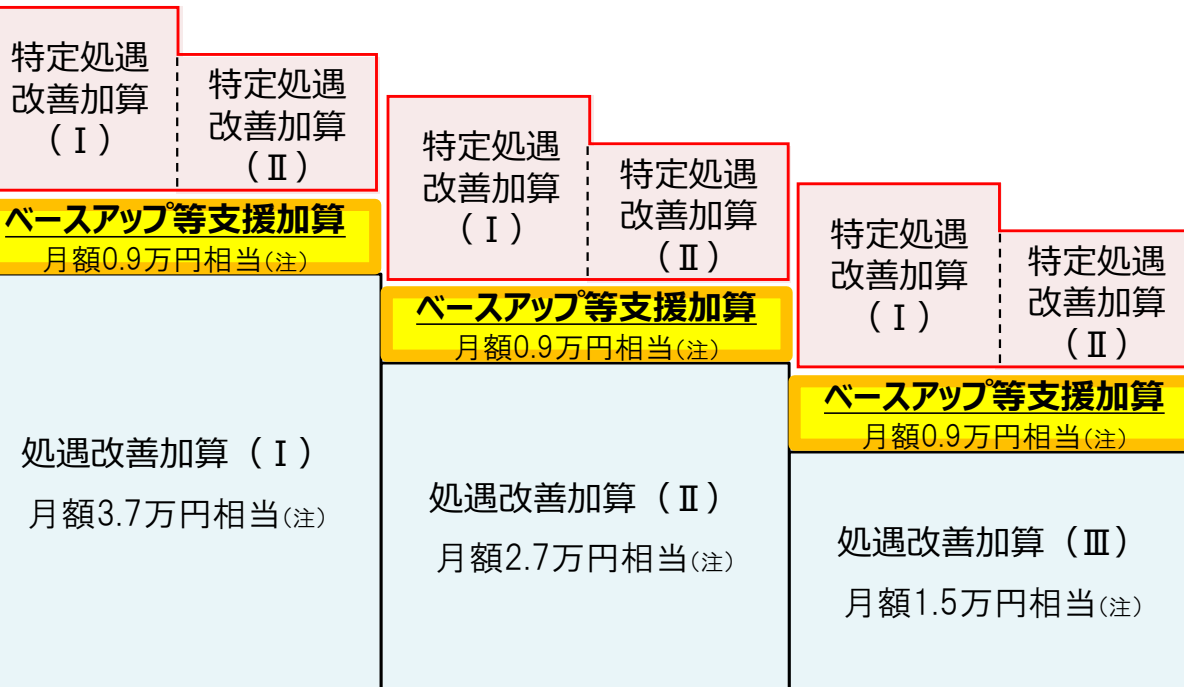 特定処遇
改善加算
（Ⅰ）
特定処遇
改善加算
（Ⅱ）
ベースアップ等支援加算
月額0.9万円相当(注)
処遇改善加算（Ⅰ）
月額3.7万円相当(注)
特定処遇
改善加算
（Ⅰ）
特定処遇
改善加算
（Ⅱ）
ベースアップ等支援加算
月額0.9万円相当(注)
処遇改善加算（Ⅱ）
月額2.7万円相当(注)
特定処遇
改善加算
（Ⅰ）
特定処遇
改善加算
（Ⅱ）
ベースアップ等支援加算
月額0.9万円相当(注)
処遇改善加算（Ⅲ）
月額1.5万円相当(注)